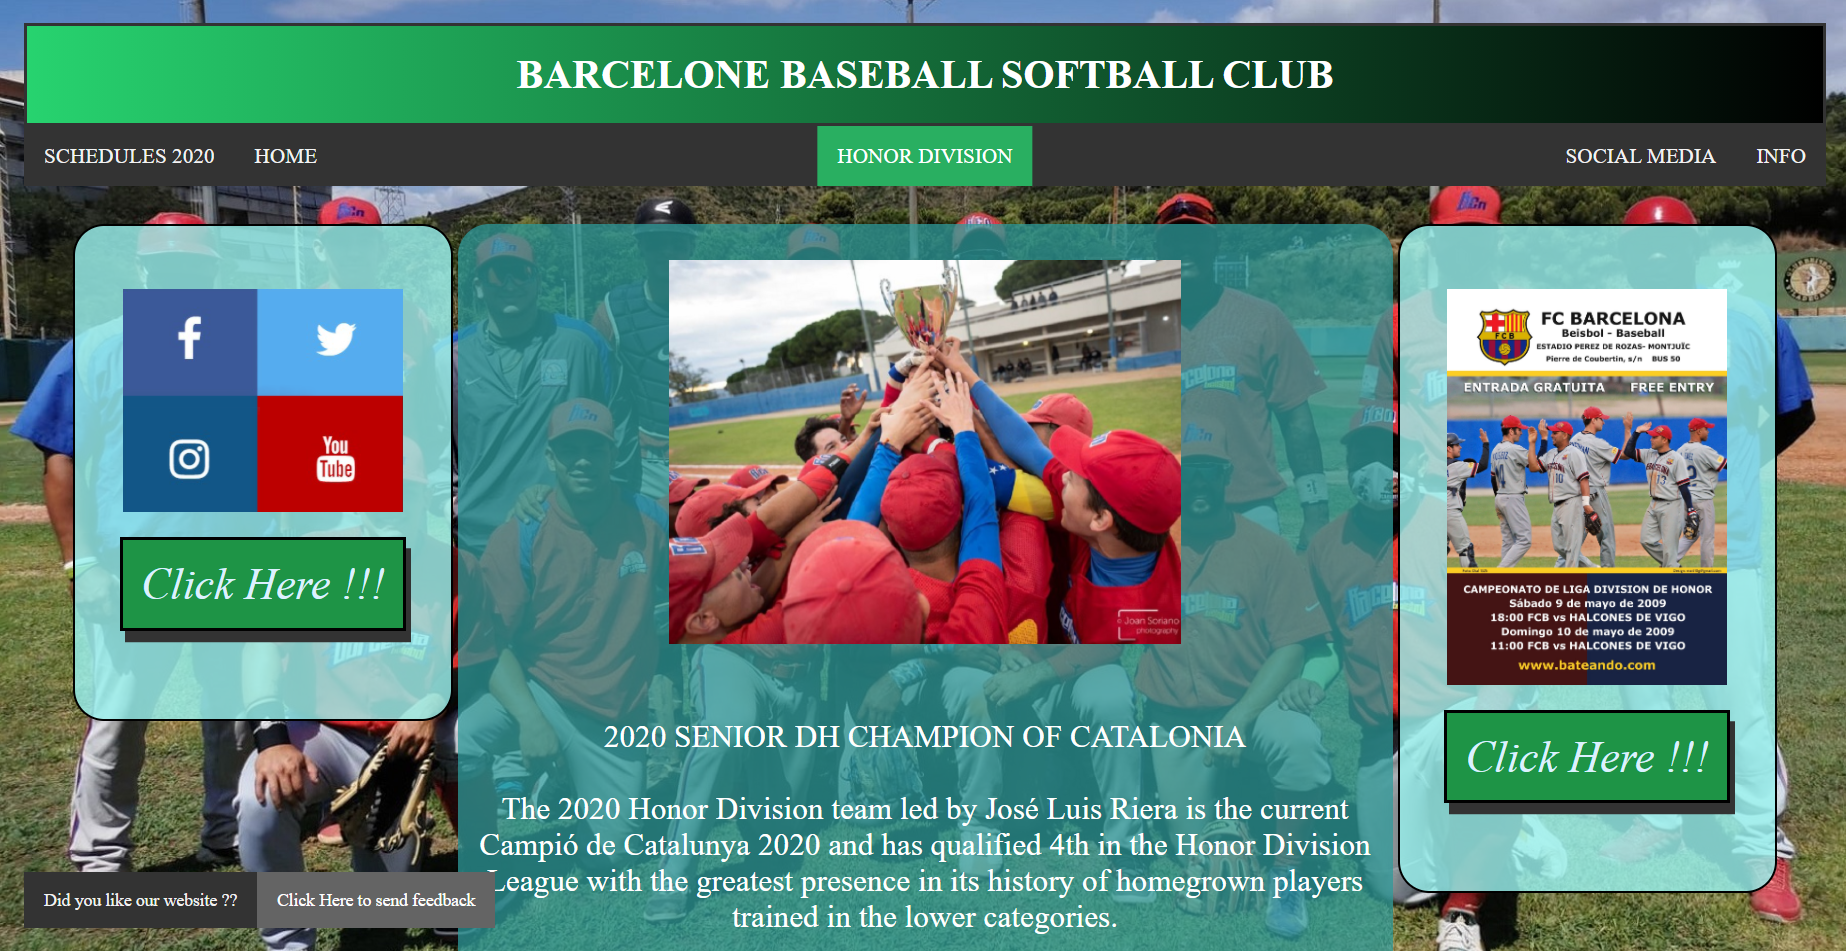 BARCELONE BASEBALL SOFTBALL CLUB
SCHEDULES 2020 HOME HONOR DIVISION SOCIAL MEDIA INFO
You
Tube
Click Here !!!
© Joan Soriano
photography
2020 SENIOR DH CHAMPION OF CATALONIA
The 2020 Honor Division team led by José Luis Riera is the current
Campió de Catalunya 2020 and has qualified 4th in the Honor Division
League with the greatest presence in its history of homegrown players
trained in the lower categories.
FCB
FC BARCELONA
Beisbol - Baseball
ESTADIO PEREZ DE ROZAS- MONTJUÏC
Pierre de Coubertin, s/n BUS 50
ENTRADA GRATUITA FREE ENTRY
CAMPEONATO DE LIGA DIVISION DE HONOR
Sábado 9 de mayo de 2009
18:00 FCB vs HALCONES DE VIGO
Domingo 10 de mayo de 2009
11:00 FCB vs HALCONES DE VIGO
www.bateando.com
Click Here !!!
Did you like our website ?? Click Here to send feedback